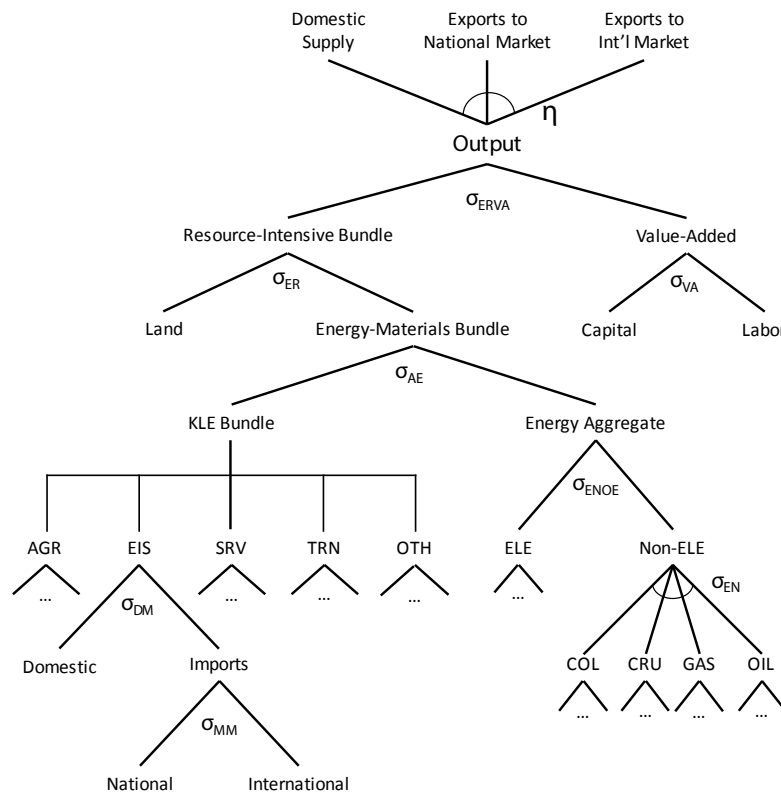 Domestic Supply
Exports to National Market
Exports to Int'l Market
η
Output
σERVA
Resource-Intensive Bundle
Value-Added
σER
σVA
Land
Energy-Materials Bundle
Capital
Labor
σAE
KLE Bundle
Energy Aggregate
σENOE
AGR
EIS
SRV
TRN
OTH
ELE
Non-ELE
...
...
...
...
...
σDM
σEN
Domestic
Imports
COL
CRU
GAS
OIL
...
...
...
...
σMM
National
International